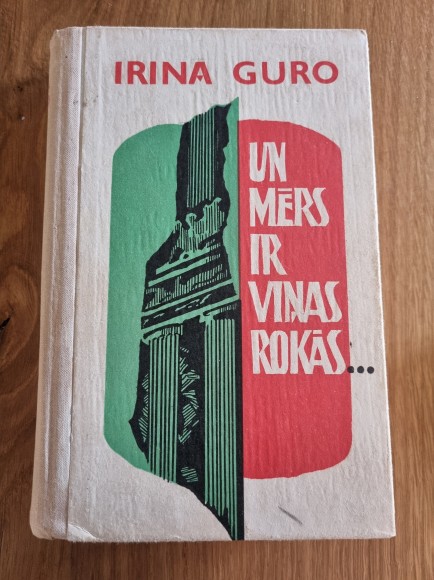 IRINA GURO
UN
MĒRS
IR
VIŅAS
ROKĀS...